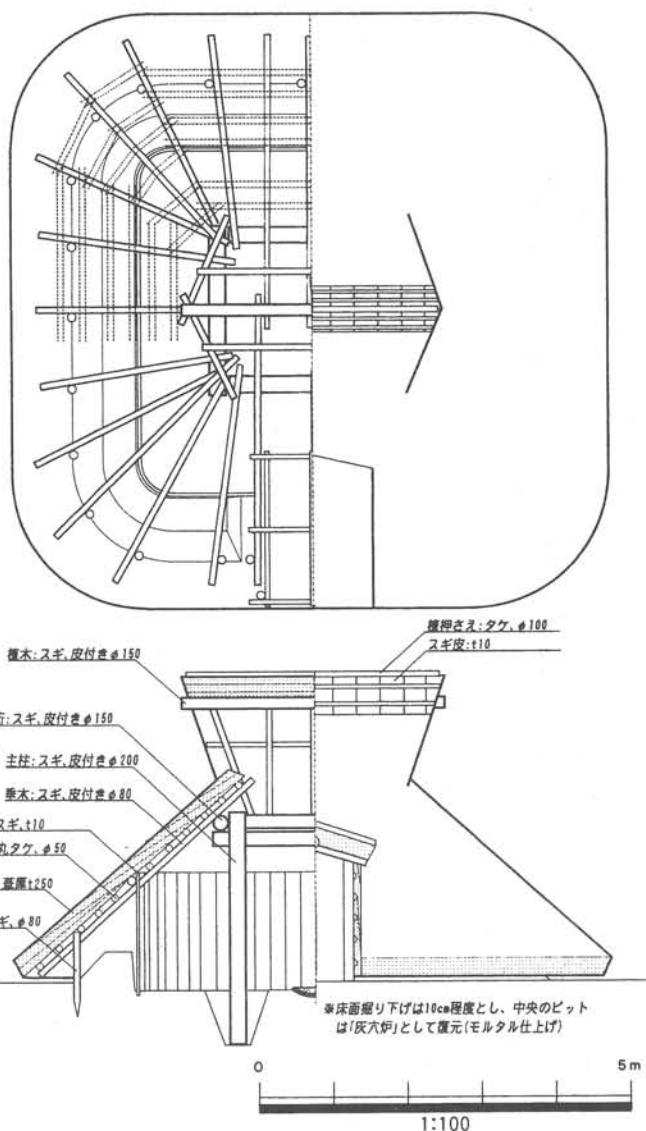 棟押さえ:タケ、φ100
スギ皮:t10
棟木:スギ、皮付きφ150
桁:スギ、皮付きφ150
主柱:スギ、皮付きφ200
垂木:スギ、皮付きφ80
スギ、t10
丸タケ、φ50
葺厚t250
ギ、φ80
※床面掘り下げは10cm程度とし、中央のピット
は「灰穴炉」として復元(モルタル仕上げ)
0 5m
1:100